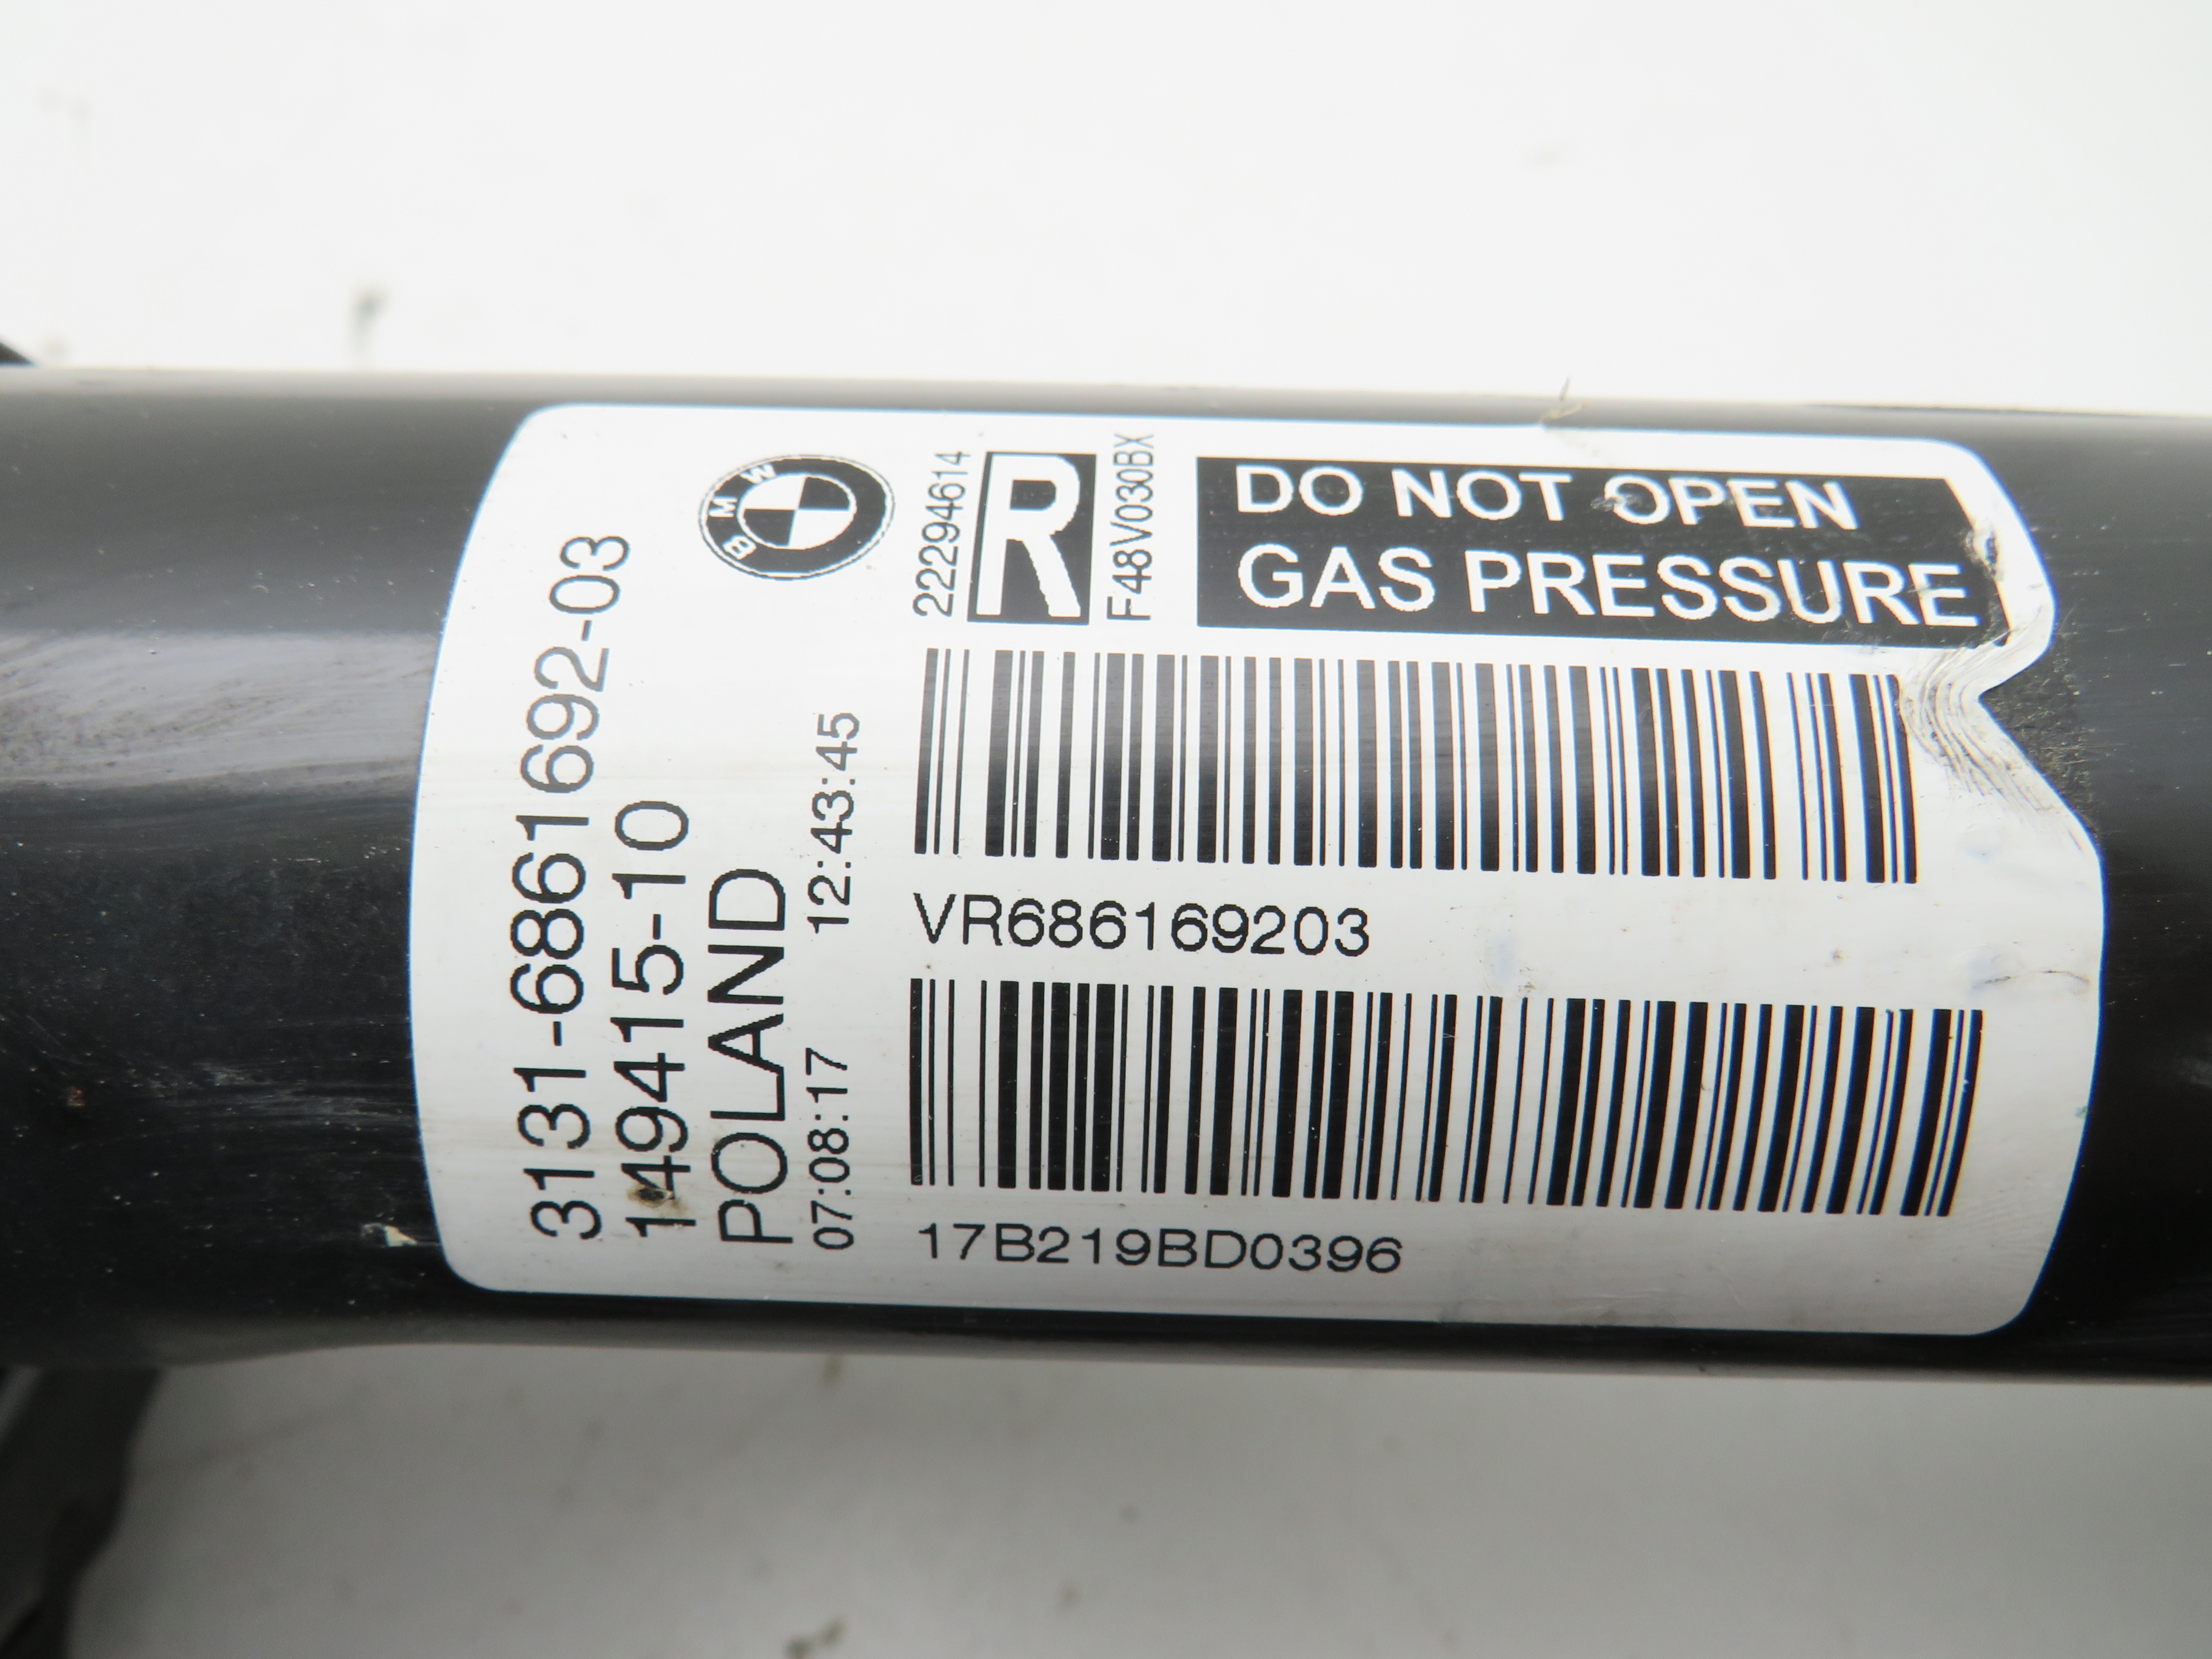 3131-6861692-03
149415-10
POLAND
07:08:17 12:43:45
BMW
22294614
R
F48V030BX
DO NOT OPEN
GAS PRESSURE
VR686169203
17B219BD0396